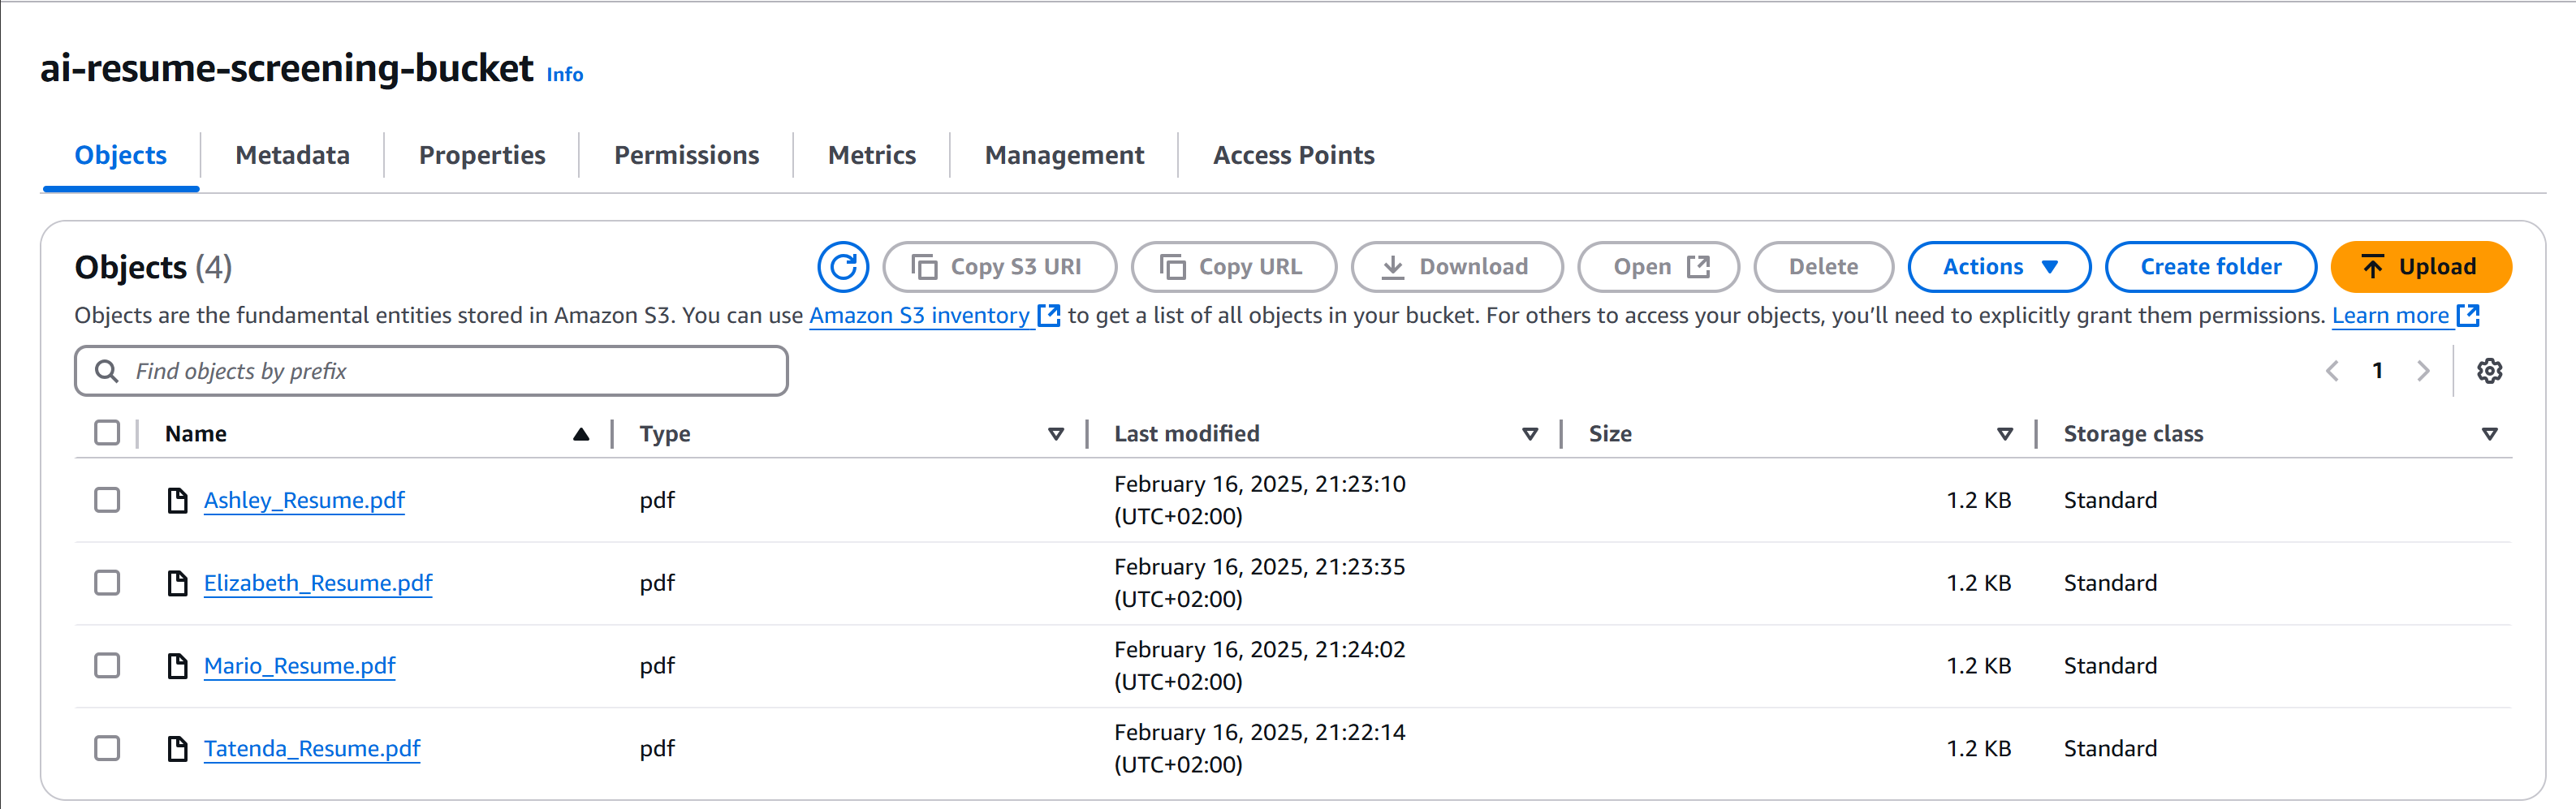 ai-resume-screening-bucket Info
Objects Metadata Properties Permissions Metrics Management Access Points
Objects (4) Copy S3 URI Copy URL Download Open Delete Actions Create folder Upload
Objects are the fundamental entities stored in Amazon S3. You can use Amazon S3 inventory to get a list of all objects in your bucket. For others to access your objects, you’ll need to explicitly grant them permissions. Learn more
Find objects by prefix 1
Name Type Last modified Size Storage class
Ashley_Resume.pdf pdf February 16, 2025, 21:23:10 (UTC+02:00) 1.2 KB Standard
Elizabeth_Resume.pdf pdf February 16, 2025, 21:23:35 (UTC+02:00) 1.2 KB Standard
Mario_Resume.pdf pdf February 16, 2025, 21:24:02 (UTC+02:00) 1.2 KB Standard
Tatenda_Resume.pdf pdf February 16, 2025, 21:22:14 (UTC+02:00) 1.2 KB Standard